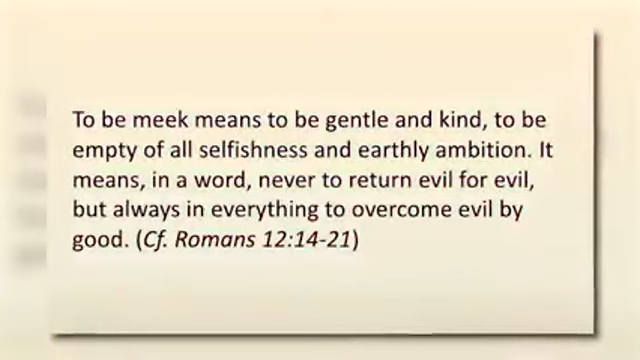 To be meek means to be gentle and kind, to be
empty of all selfishness and earthly ambition. It
means, in a word, never to return evil for evil,
but always in everything to overcome evil by
good. (Cf. Romans 12:14-21)